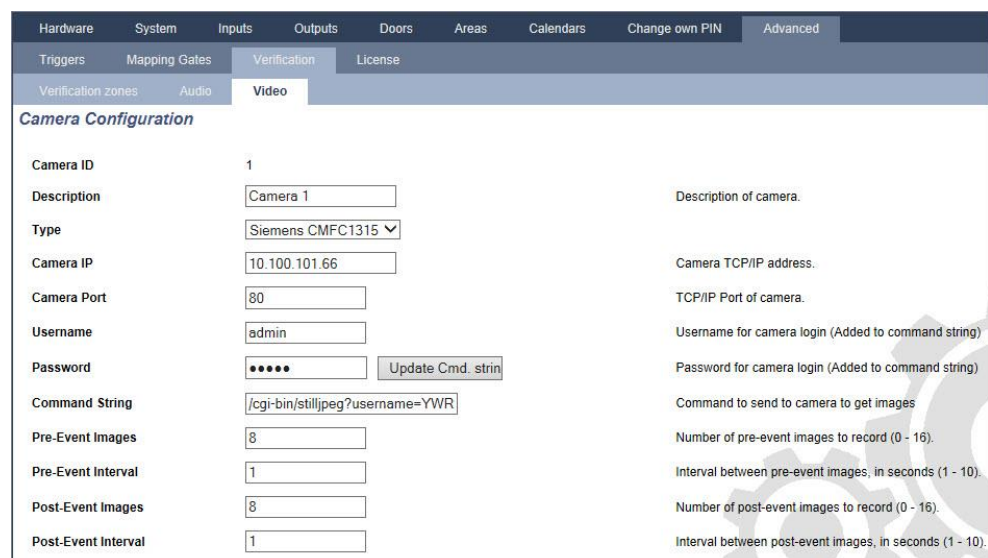 Hardware System Inputs Outputs Doors Areas Calendars Change own PIN Advanced
Triggers Mapping Gates Verification License
Verification zones Audio Video
Camera Configuration
Camera ID 1
Description Camera 1 Description of camera.
Type Siemens CMFC1315
Camera IP 10.100.101.66 Camera TCP/IP address.
Camera Port 80 TCP/IP Port of camera.
Username admin Username for camera login (Added to command string)
Password ••••• Update Cmd. strin Password for camera login (Added to command string)
Command String /cgi-bin/stilljpeg?username=YWR Command to send to camera to get images
Pre-Event Images 8 Number of pre-event images to record (0 - 16).
Pre-Event Interval 1 Interval between pre-event images, in seconds (1 - 10).
Post-Event Images 8 Number of post-event images to record (0 - 16).
Post-Event Interval 1 Interval between post-event images, in seconds (1 - 10).